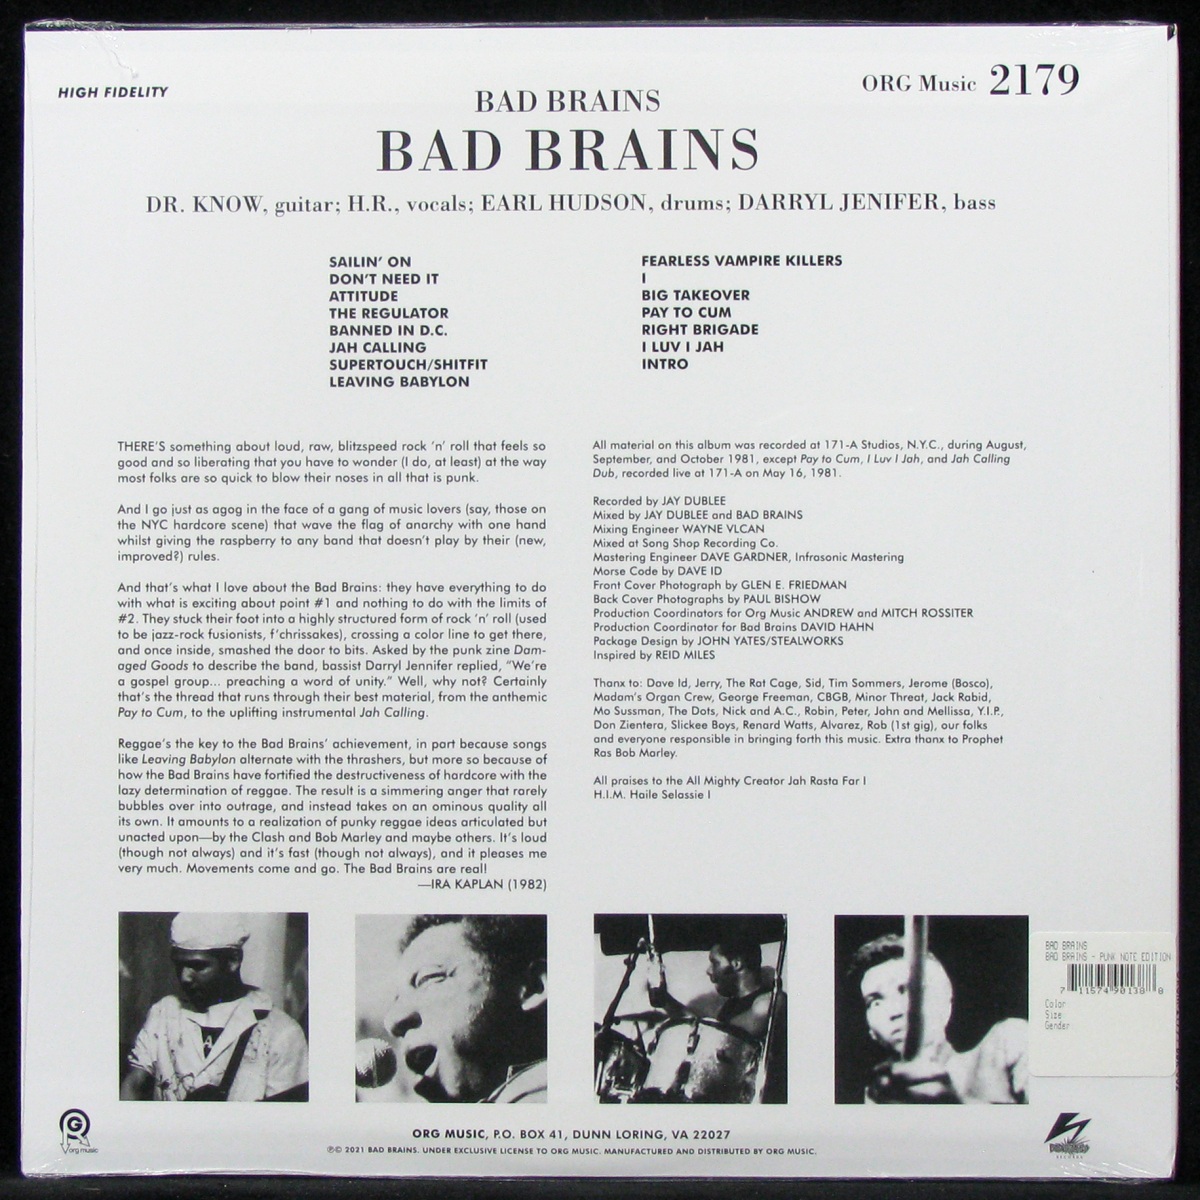 HIGH FIDELITY
ORG Music 2179
BAD BRAINS
BAD BRAINS
DR. KNOW, guitar; H.R., vocals; EARL HUDSON, drums; DARRYL JENIFER, bass
SAILIN' ON
DON'T NEED IT
ATTITUDE
THE REGULATOR
BANNED IN D.C.
JAH CALLING
SUPERTOUCH/SHITFIT
LEAVING BABYLON
FEARLESS VAMPIRE KILLERS
I
BIG TAKEOVER
PAY TO CUM
RIGHT BRIGADE
I LUV I JAH
INTRO
THERE'S something about loud, raw, blitzspeed rock 'n' roll that feels so
good and so liberating that you have to wonder (I do, at least) at the way
most folks are so quick to blow their noses in all that is punk.
And I go just as agog in the face of a gang of music lovers (say, those on
the NYC hardcore scene) that wave the flag of anarchy with one hand
whilst giving the raspberry to any band that doesn't play by their (new,
improved?) rules.
And that's what I love about the Bad Brains: they have everything to do
with what is exciting about point #1 and nothing to do with the limits of
#2. They stuck their foot into a highly structured form of rock 'n' roll (used
to be jazz-rock fusionists, f'chrissakes), crossing a color line to get there,
and once inside, smashed the door to bits. Asked by the punk zine Dam-
aged Goods to describe the band, bassist Darryl Jennifer replied, "We're
a gospel group... preaching a word of unity." Well, why not? Certainly
that's the thread that runs through their best material, from the anthemic
Pay to Cum, to the uplifting instrumental Jah Calling.
Reggae's the key to the Bad Brains' achievement, in part because songs
like Leaving Babylon alternate with the thrashers, but more so because of
how the Bad Brains have fortified the destructiveness of hardcore with the
lazy determination of reggae. The result is a simmering anger that rarely
bubbles over into outrage, and instead takes on an ominous quality all
its own. It amounts to a realization of punky reggae ideas articulated but
unacted upon—by the Clash and Bob Marley and maybe others. It's loud
(though not always) and it's fast (though not always), and it pleases me
very much. Movements come and go. The Bad Brains are real!
—IRA KAPLAN (1982)
All material on this album was recorded at 171-A Studios, N.Y.C., during August,
September, and October 1981, except Pay to Cum, I Luv I Jah, and Jah Calling
Dub, recorded live at 171-A on May 16, 1981.
Recorded by JAY DUBLEE
Mixed by JAY DUBLEE and BAD BRAINS
Mixing Engineer WAYNE VLCAN
Mixed at Song Shop Recording Co.
Mastering Engineer DAVE GARDNER, Infrasonic Mastering
Morse Code by DAVE ID
Front Cover Photograph by GLEN E. FRIEDMAN
Back Cover Photographs by PAUL BISHOW
Production Coordinators for Org Music ANDREW and MITCH ROSSITER
Production Coordinator for Bad Brains DAVID HAHN
Package Design by JOHN YATES/STEALWORKS
Inspired by REID MILES
Thanx to: Dave Id, Jerry, The Rat Cage, Sid, Tim Sommers, Jerome (Bosco),
Madam's Organ Crew, George Freeman, CBGB, Minor Threat, Jack Rabid,
Mo Sussman, The Dots, Nick and A.C., Robin, Peter, John and Mellissa, Y.I.P.,
Don Zientera, Slickee Boys, Renard Watts, Alvarez, Rob (1st gig), our folks
and everyone responsible in bringing forth this music. Extra thanx to Prophet
Ras Bob Marley.
All praises to the All Mighty Creator Jah Rasta Far I
H.I.M. Haile Selassie I
BAD BRAINS
BAD BRAINS - PUNK NOTE EDITION
7 11574 90138 8
Color
Size
Gender
org music
ORG MUSIC, P.O. BOX 41, DUNN LORING, VA 22027
℗© 2021 BAD BRAINS. UNDER EXCLUSIVE LICENSE TO ORG MUSIC. MANUFACTURED AND DISTRIBUTED BY ORG MUSIC.